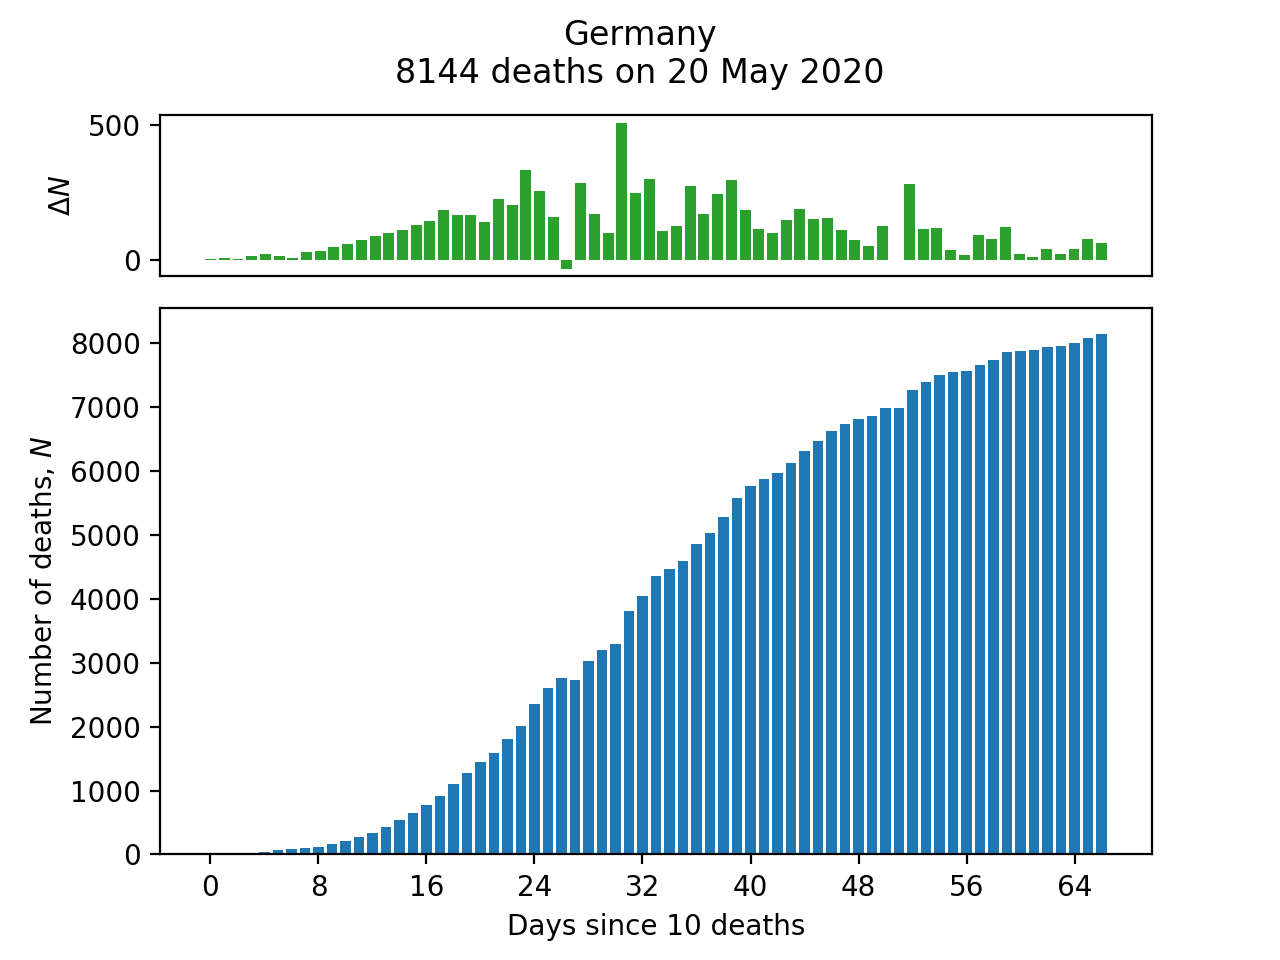 Germany
8144 deaths on 20 May 2020
ΔN
500
0
Number of deaths, N
8000
7000
6000
5000
4000
3000
2000
1000
0
0 8 16 24 32 40 48 56 64
Days since 10 deaths